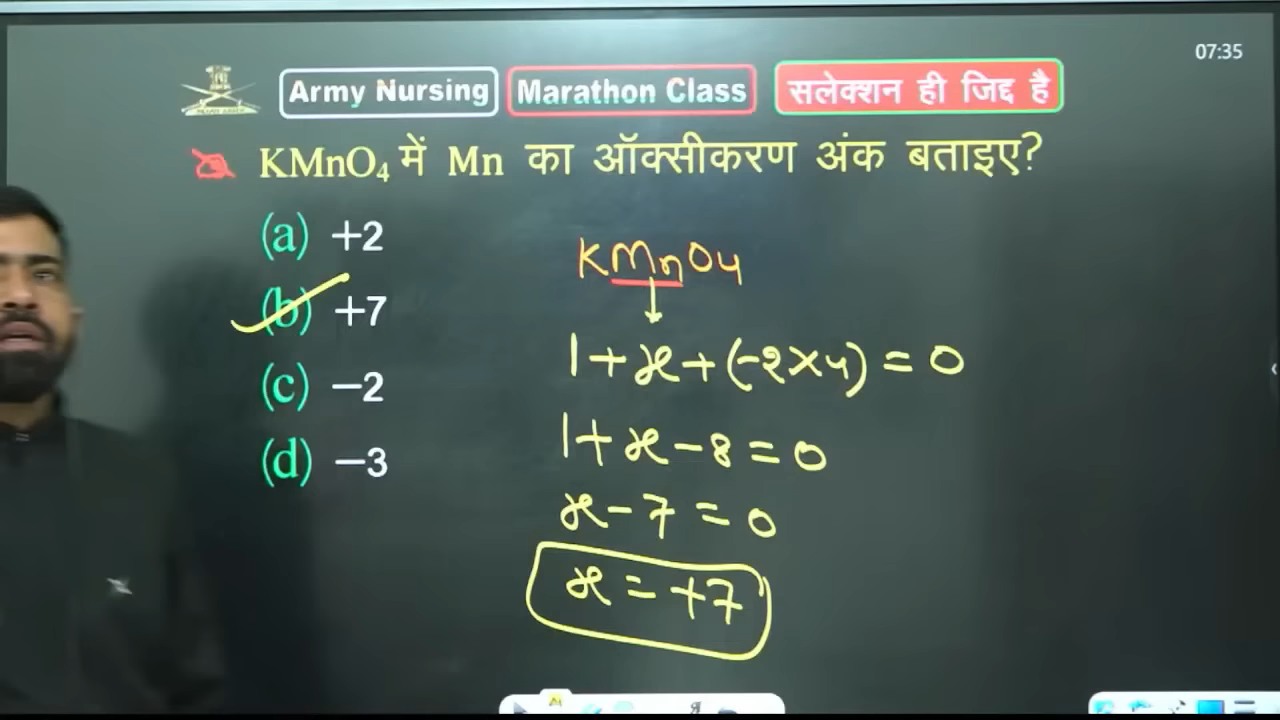 07:35
Army Nursing Marathon Class सलेक्शन ही जिद्द है
KMnO₄ में Mn का ऑक्सीकरण अंक बताइए?
(a) +2
(b) +7
(c) −2
(d) −3
KMnO4
1+x+(-2×4) = 0
1+x-8=0
x-7=0
x=+7